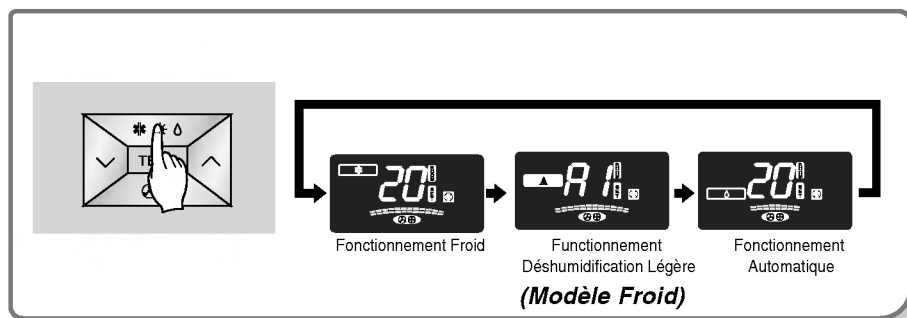 TE
20
A1
20
Fonctionnement Froid
Functionnement
Déshumidification Légère
Fonctionnement
Automatique
(Modèle Froid)